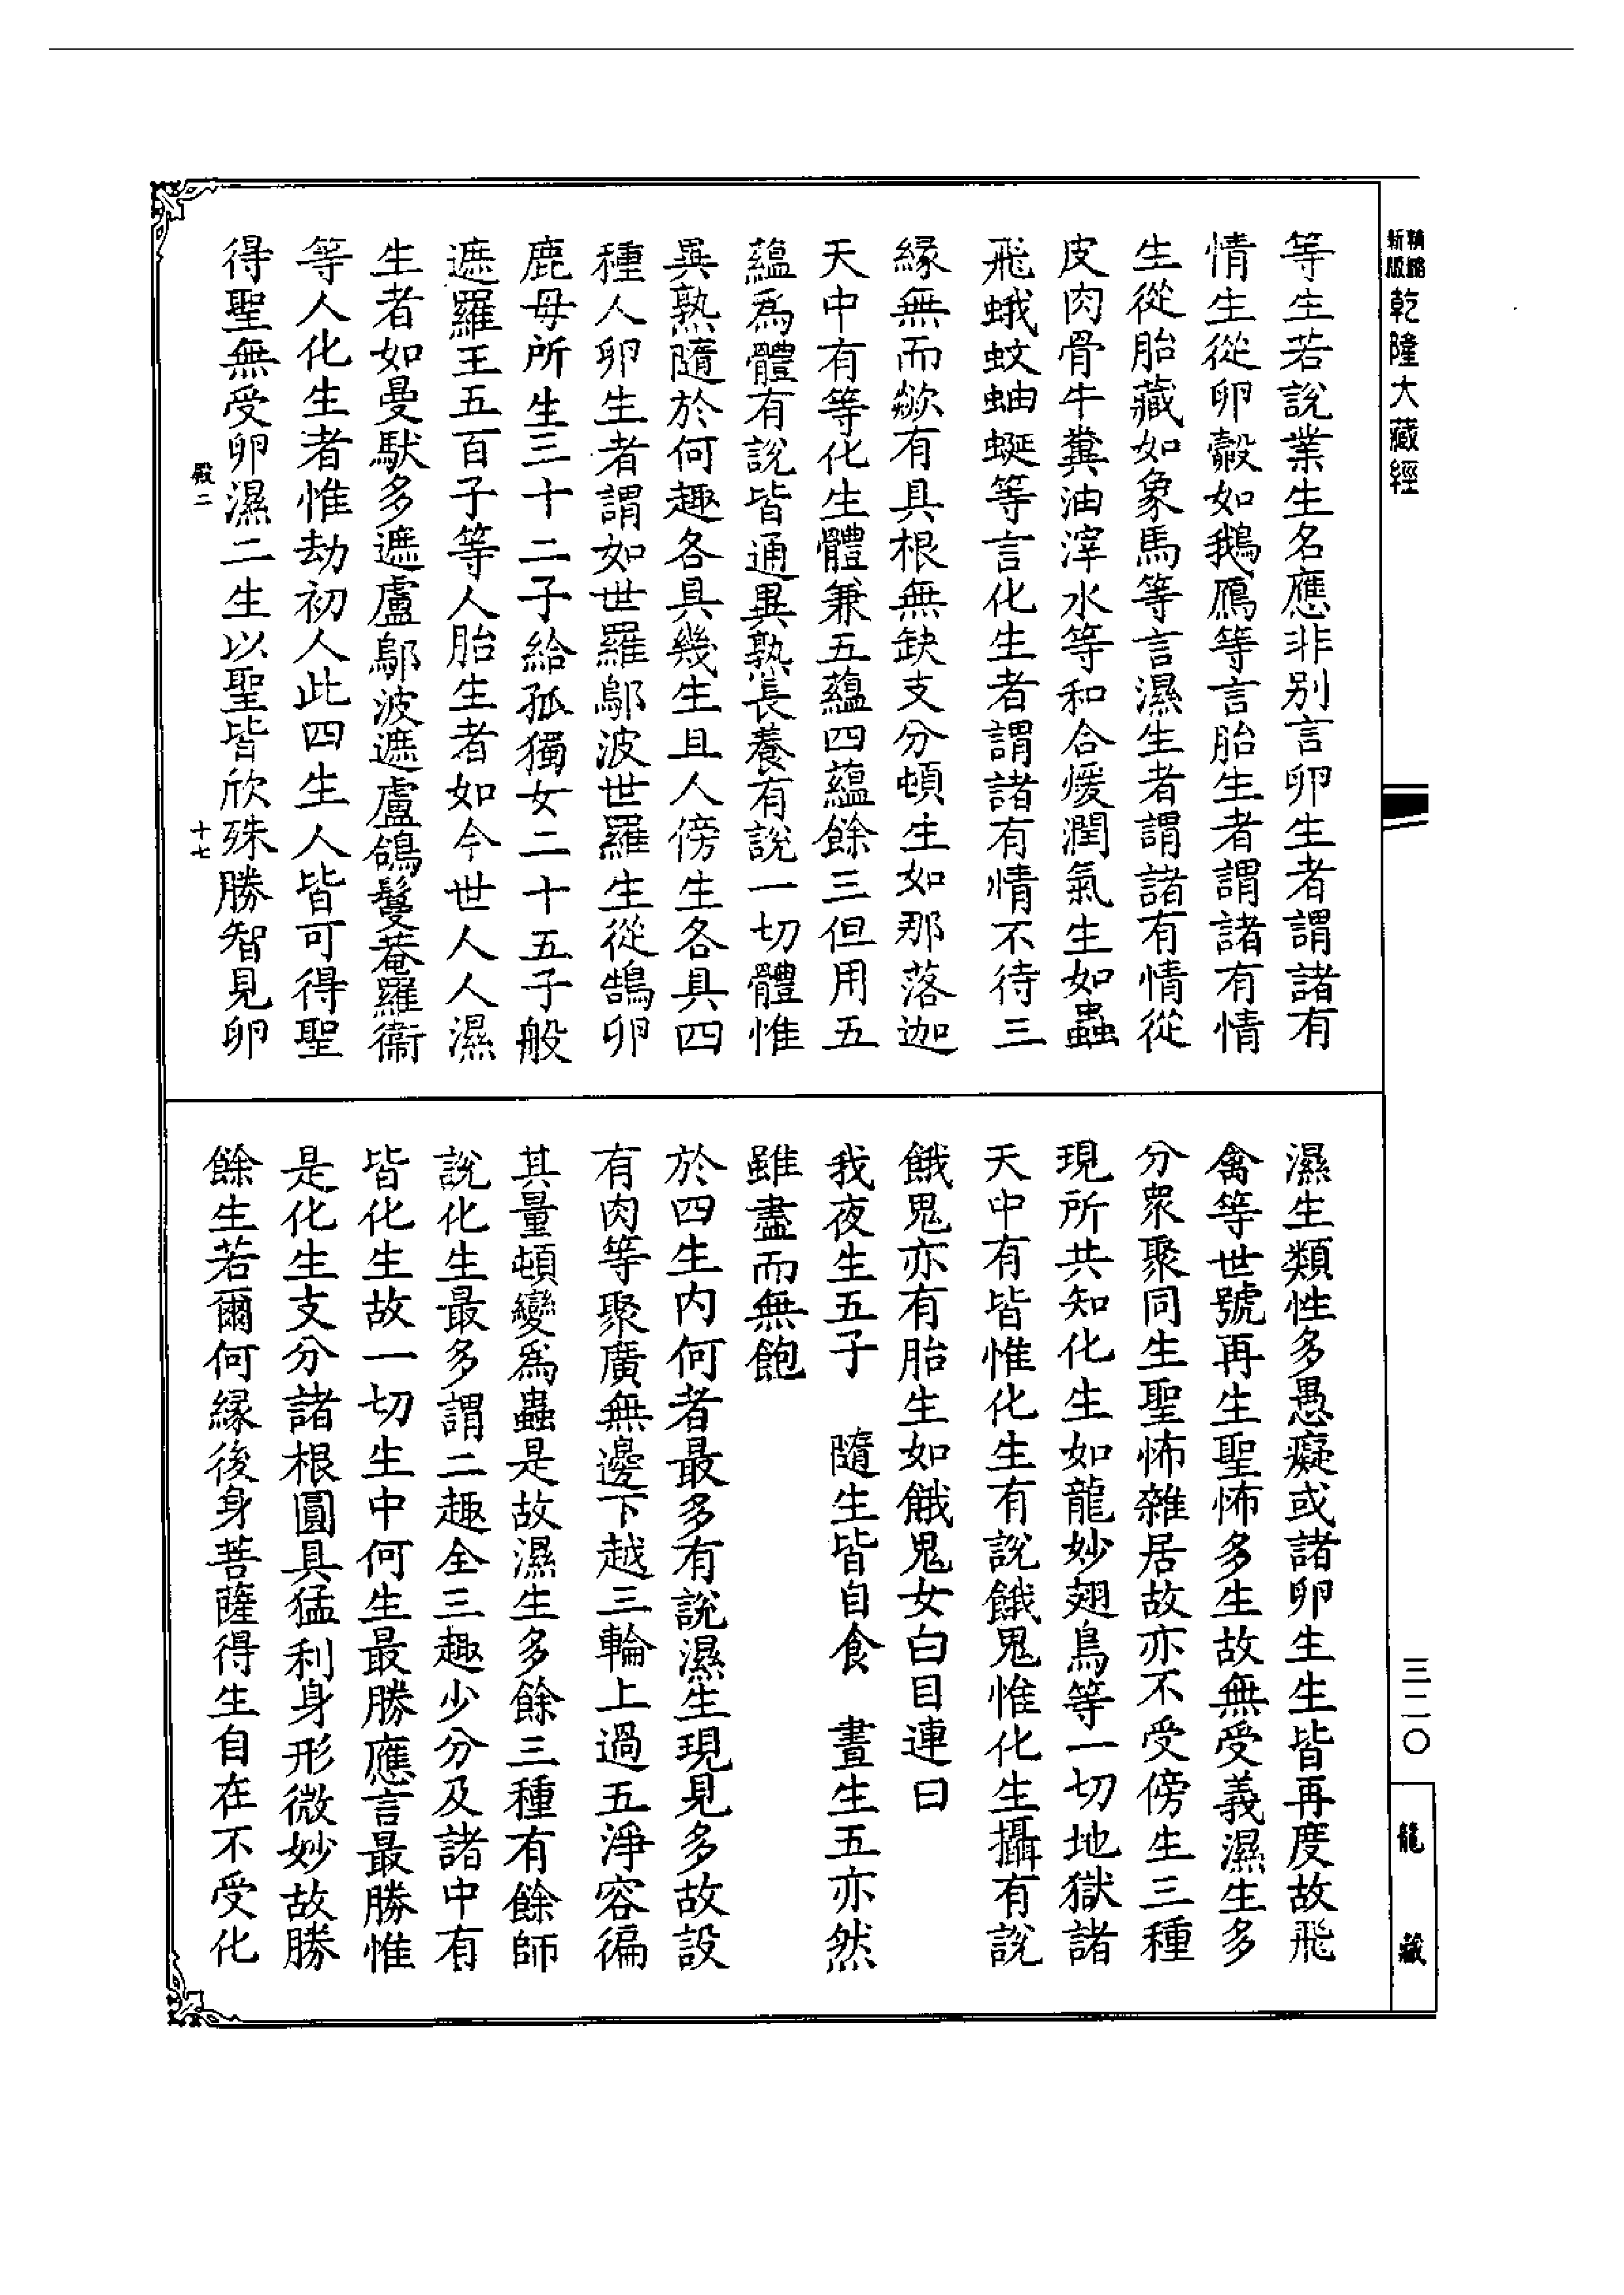 精縮
新版
乾隆大藏經
等生若說業生名應非別言卵生者謂諸有
情生從卵㲉如鵝鴈等言胎生者謂諸有情
生從胎藏如象馬等言濕生者謂諸有情從
皮肉骨牛糞油滓水等和合煖潤氣生如蟲
飛蛾蚊蚰蜒等言化生者謂諸有情不待三
緣無而歘有具根無缺支分頓生如那落迦
天中有等化生體兼五蘊四蘊餘三但用五
蘊為體有說皆通異熟長養有說一切體惟
異熟隨於何趣各具幾生且人傍生各具四
種人卵生者謂如世羅鄔波世羅生從鵠卵
鹿母所生三十二子給孤獨女二十五子般
遮羅王五百子等人胎生者如今世人人濕
生者如曼馱多遮盧鄔波遮盧鴿鬘菴羅衞
等人化生者惟劫初人此四生人皆可得聖
得聖無受卵濕二生以聖皆欣殊勝智見卵
殿二
十七
濕生類性多愚癡或諸卵生生皆再度故飛
禽等世號再生聖怖多生故無受義濕生多
分衆聚同生聖怖雜居故亦不受傍生三種
現所共知化生如龍妙翅鳥等一切地獄諸
天中有皆惟化生有說餓鬼惟化生攝有說
餓鬼亦有胎生如餓鬼女白目連曰
我夜生五子　隨生皆自食　晝生五亦然
雖盡而無飽
於四生內何者最多有說濕生現見多故設
有肉等聚廣無邊下越三輪上過五淨容徧
其量頓變爲蟲是故濕生多餘三種有餘師
說化生最多謂二趣全三趣少分及諸中有
皆化生故一切生中何生最勝應言最勝惟
是化生支分諸根圓具猛利身形微妙故勝
餘生若爾何緣後身菩薩得生自在不受化
三二〇
龍藏